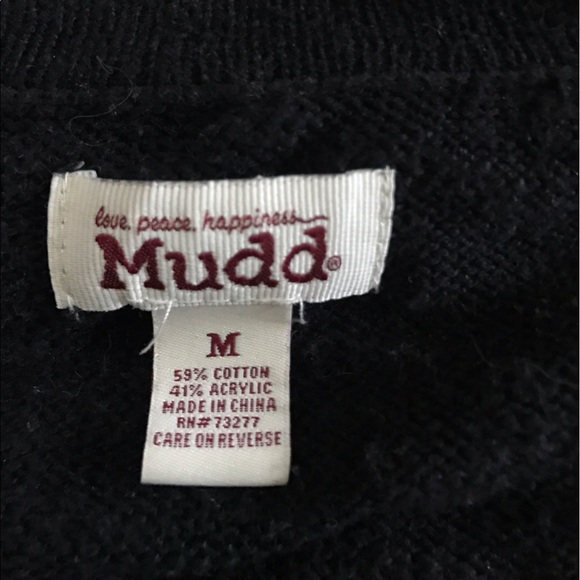 love. peace. happiness
Mudd®
M
59% COTTON
41% ACRYLIC
MADE IN CHINA
RN#73277
CARE ON REVERSE